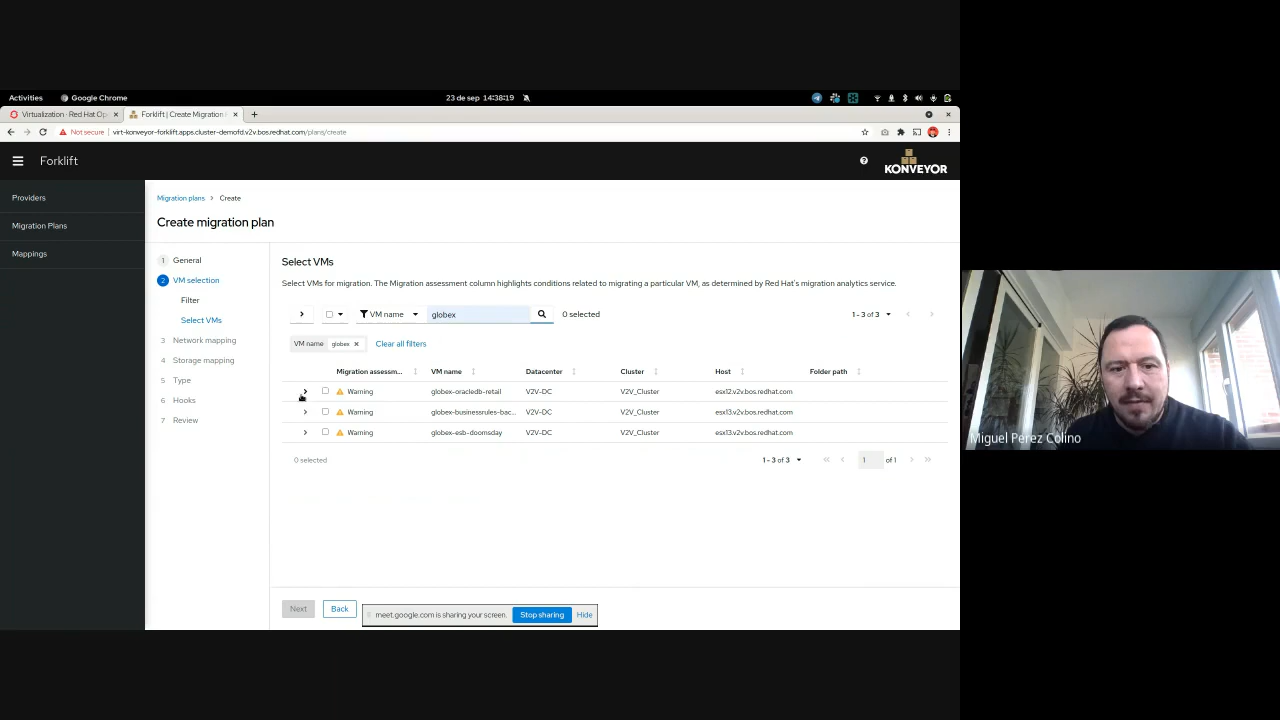 Activities
Google Chrome
23 de sep 14:38:19
Virtualization · Red Hat Op
Forklift | Create Migration
Not secure
virt-konveyor-forklift.apps.cluster-demofd.v2v.bos.redhat.com/plans/create
Forklift
KONVEYOR
Providers
Migration Plans
Mappings
Migration plans > Create
Create migration plan
1 General
2 VM selection
Filter
Select VMs
3 Network mapping
4 Storage mapping
5 Type
6 Hooks
7 Review
Select VMs
Select VMs for migration. The Migration assessment column highlights conditions related to migrating a particular VM, as determined by Red Hat's migration analytics service.
VM name globex 0 selected 1 - 3 of 3
VM name globex Clear all filters
Migration assessm... VM name Datacenter Cluster Host Folder path
Warning globex-oracledb-retail V2V-DC V2V_Cluster esx12.v2v.bos.redhat.com
Warning globex-businessrules-bac... V2V-DC V2V_Cluster esx13.v2v.bos.redhat.com
Warning globex-esb-doomsday V2V-DC V2V_Cluster esx13.v2v.bos.redhat.com
0 selected 1 - 3 of 3 1 of 1
Next Back
meet.google.com is sharing your screen. Stop sharing Hide
Miguel Perez Colino